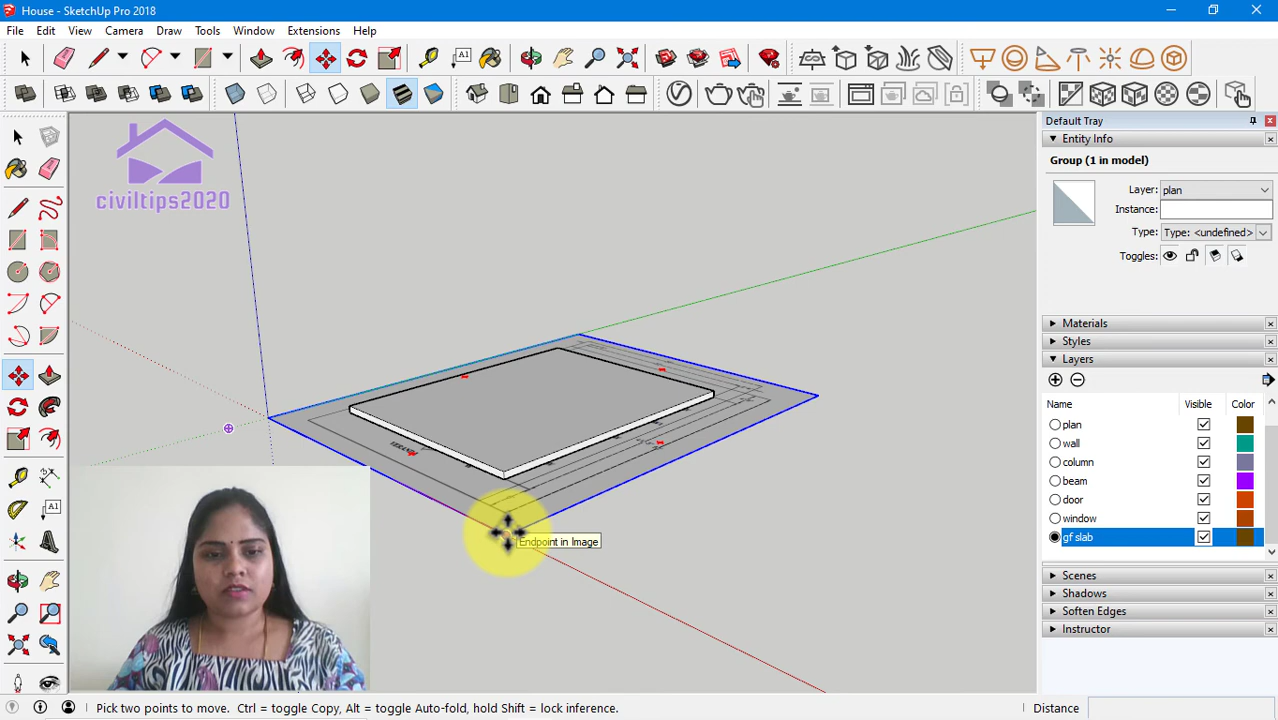 House - SketchUp Pro 2018
File Edit View Camera Draw Tools Window Extensions Help
A1
civiltips2020
VERANDA
Endpoint in Image
A1
Default Tray
Entity Info
Group (1 in model)
Layer: plan
Instance:
Type: Type: <undefined>
Toggles:
Materials
Styles
Layers
Name Visible Color
plan
wall
column
beam
door
window
gf slab
Scenes
Shadows
Soften Edges
Instructor
Pick two points to move. Ctrl = toggle Copy, Alt = toggle Auto-fold, hold Shift = lock inference.
Distance